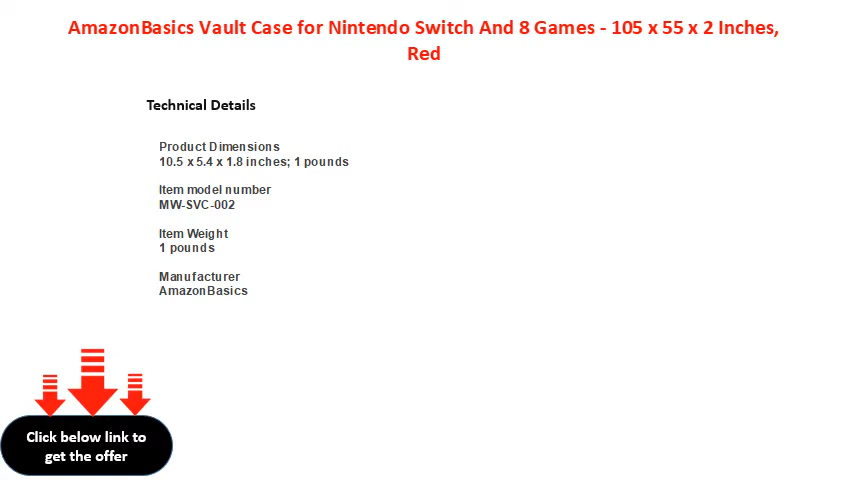 AmazonBasics Vault Case for Nintendo Switch And 8 Games - 105 x 55 x 2 Inches,
Red
Technical Details
Product Dimensions
10.5 x 5.4 x 1.8 inches; 1 pounds
Item model number
MW-SVC-002
Item Weight
1 pounds
Manufacturer
AmazonBasics
Click below link to
get the offer